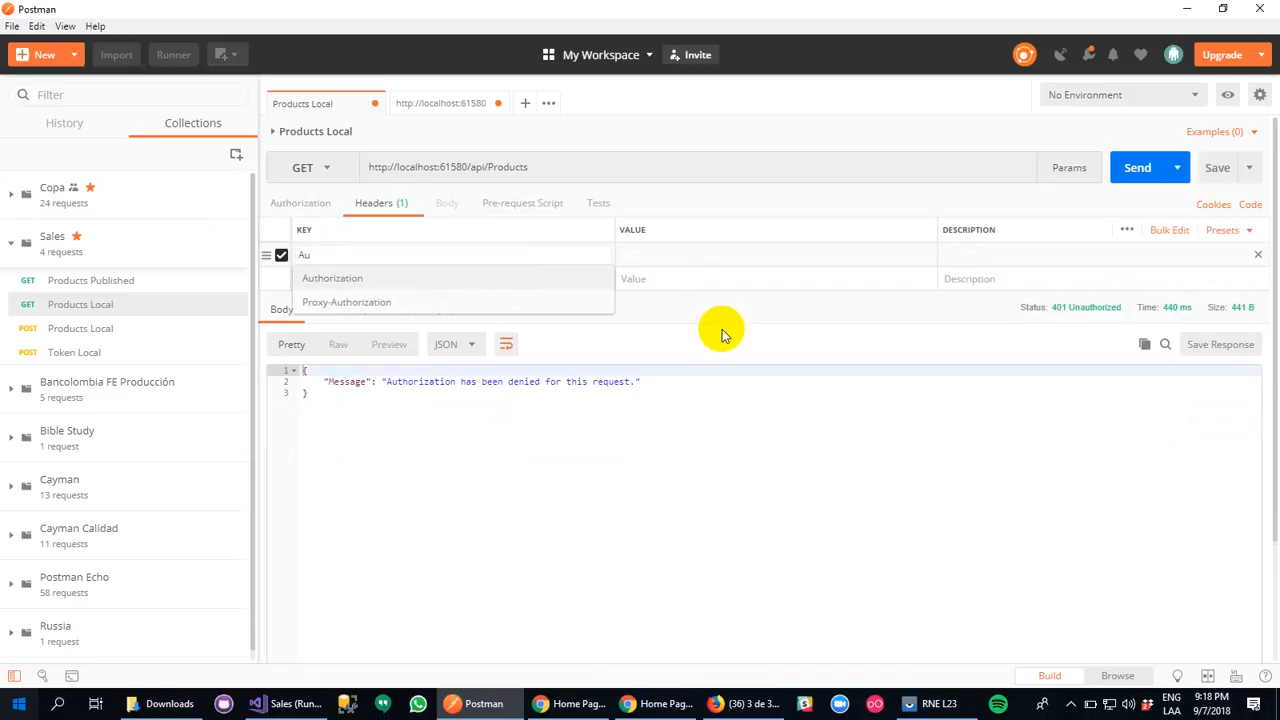 Postman
File Edit View Help
New Import Runner My Workspace Invite Upgrade
Filter
History Collections
Copa
24 requests
Sales
4 requests
GET Products Published
GET Products Local
POST Products Local
POST Token Local
Bancolombia FE Producción
5 requests
Bible Study
1 request
Cayman
13 requests
Cayman Calidad
11 requests
Postman Echo
58 requests
Russia
1 request
Products Local http://localhost:61580 No Environment
Products Local Examples (0)
GET http://localhost:61580/api/Products Params Send Save
Authorization Headers (1) Body Pre-request Script Tests Cookies Code
KEY VALUE DESCRIPTION Bulk Edit Presets
Au
Authorization Value Description
Proxy-Authorization
Body Status: 401 Unauthorized Time: 440 ms Size: 441 B
Pretty Raw Preview JSON Save Response
1 {
2 "Message": "Authorization has been denied for this request."
3 }
Build Browse
Downloads Sales (Run... Postman Home Pag... Home Pag... (36) 3 de 3... RNE L23 ENG LAA 9:18 PM 9/7/2018